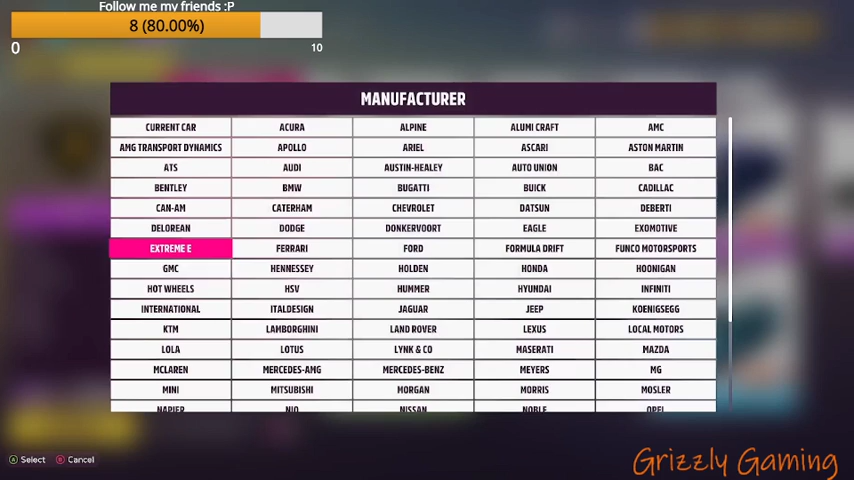 Follow me my friends :P
8 (80.00%)
0 10
MANUFACTURER
CURRENT CAR ACURA ALPINE ALUMI CRAFT AMC
AMG TRANSPORT DYNAMICS APOLLO ARIEL ASCARI ASTON MARTIN
ATS AUDI AUSTIN-HEALEY AUTO UNION BAC
BENTLEY BMW BUGATTI BUICK CADILLAC
CAN-AM CATERHAM CHEVROLET DATSUN DEBERTI
DELOREAN DODGE DONKERVOORT EAGLE EXOMOTIVE
EXTREME E FERRARI FORD FORMULA DRIFT FUNCO MOTORSPORTS
GMC HENNESSEY HOLDEN HONDA HOONIGAN
HOT WHEELS HSV HUMMER HYUNDAI INFINITI
INTERNATIONAL ITALDESIGN JAGUAR JEEP KOENIGSEGG
KTM LAMBORGHINI LAND ROVER LEXUS LOCAL MOTORS
LOLA LOTUS LYNK & CO MASERATI MAZDA
MCLAREN MERCEDES-AMG MERCEDES-BENZ MEYERS MG
MINI MITSUBISHI MORGAN MORRIS MOSLER
NAPIER NIO NISSAN NOBLE OPEL
A Select B Cancel
Grizzly Gaming